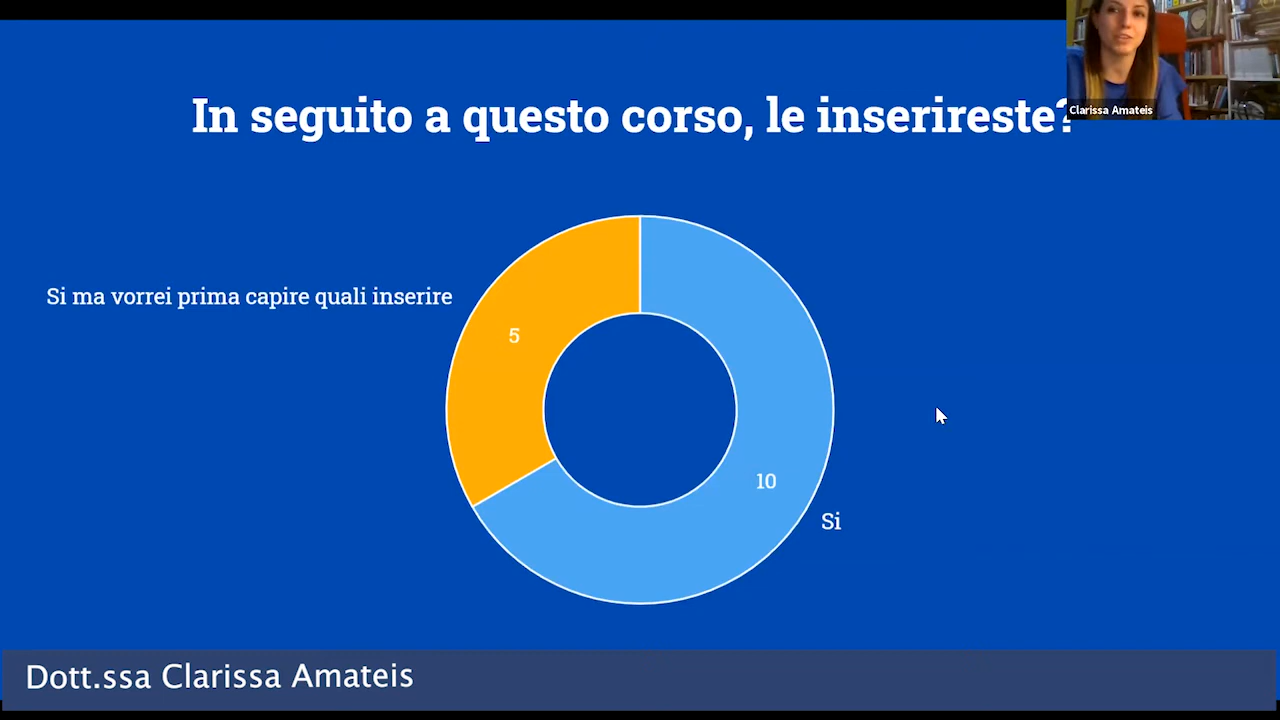 In seguito a questo corso, le inserireste?
Clarissa Amateis
Si ma vorrei prima capire quali inserire
5
10
Si
Dott.ssa Clarissa Amateis